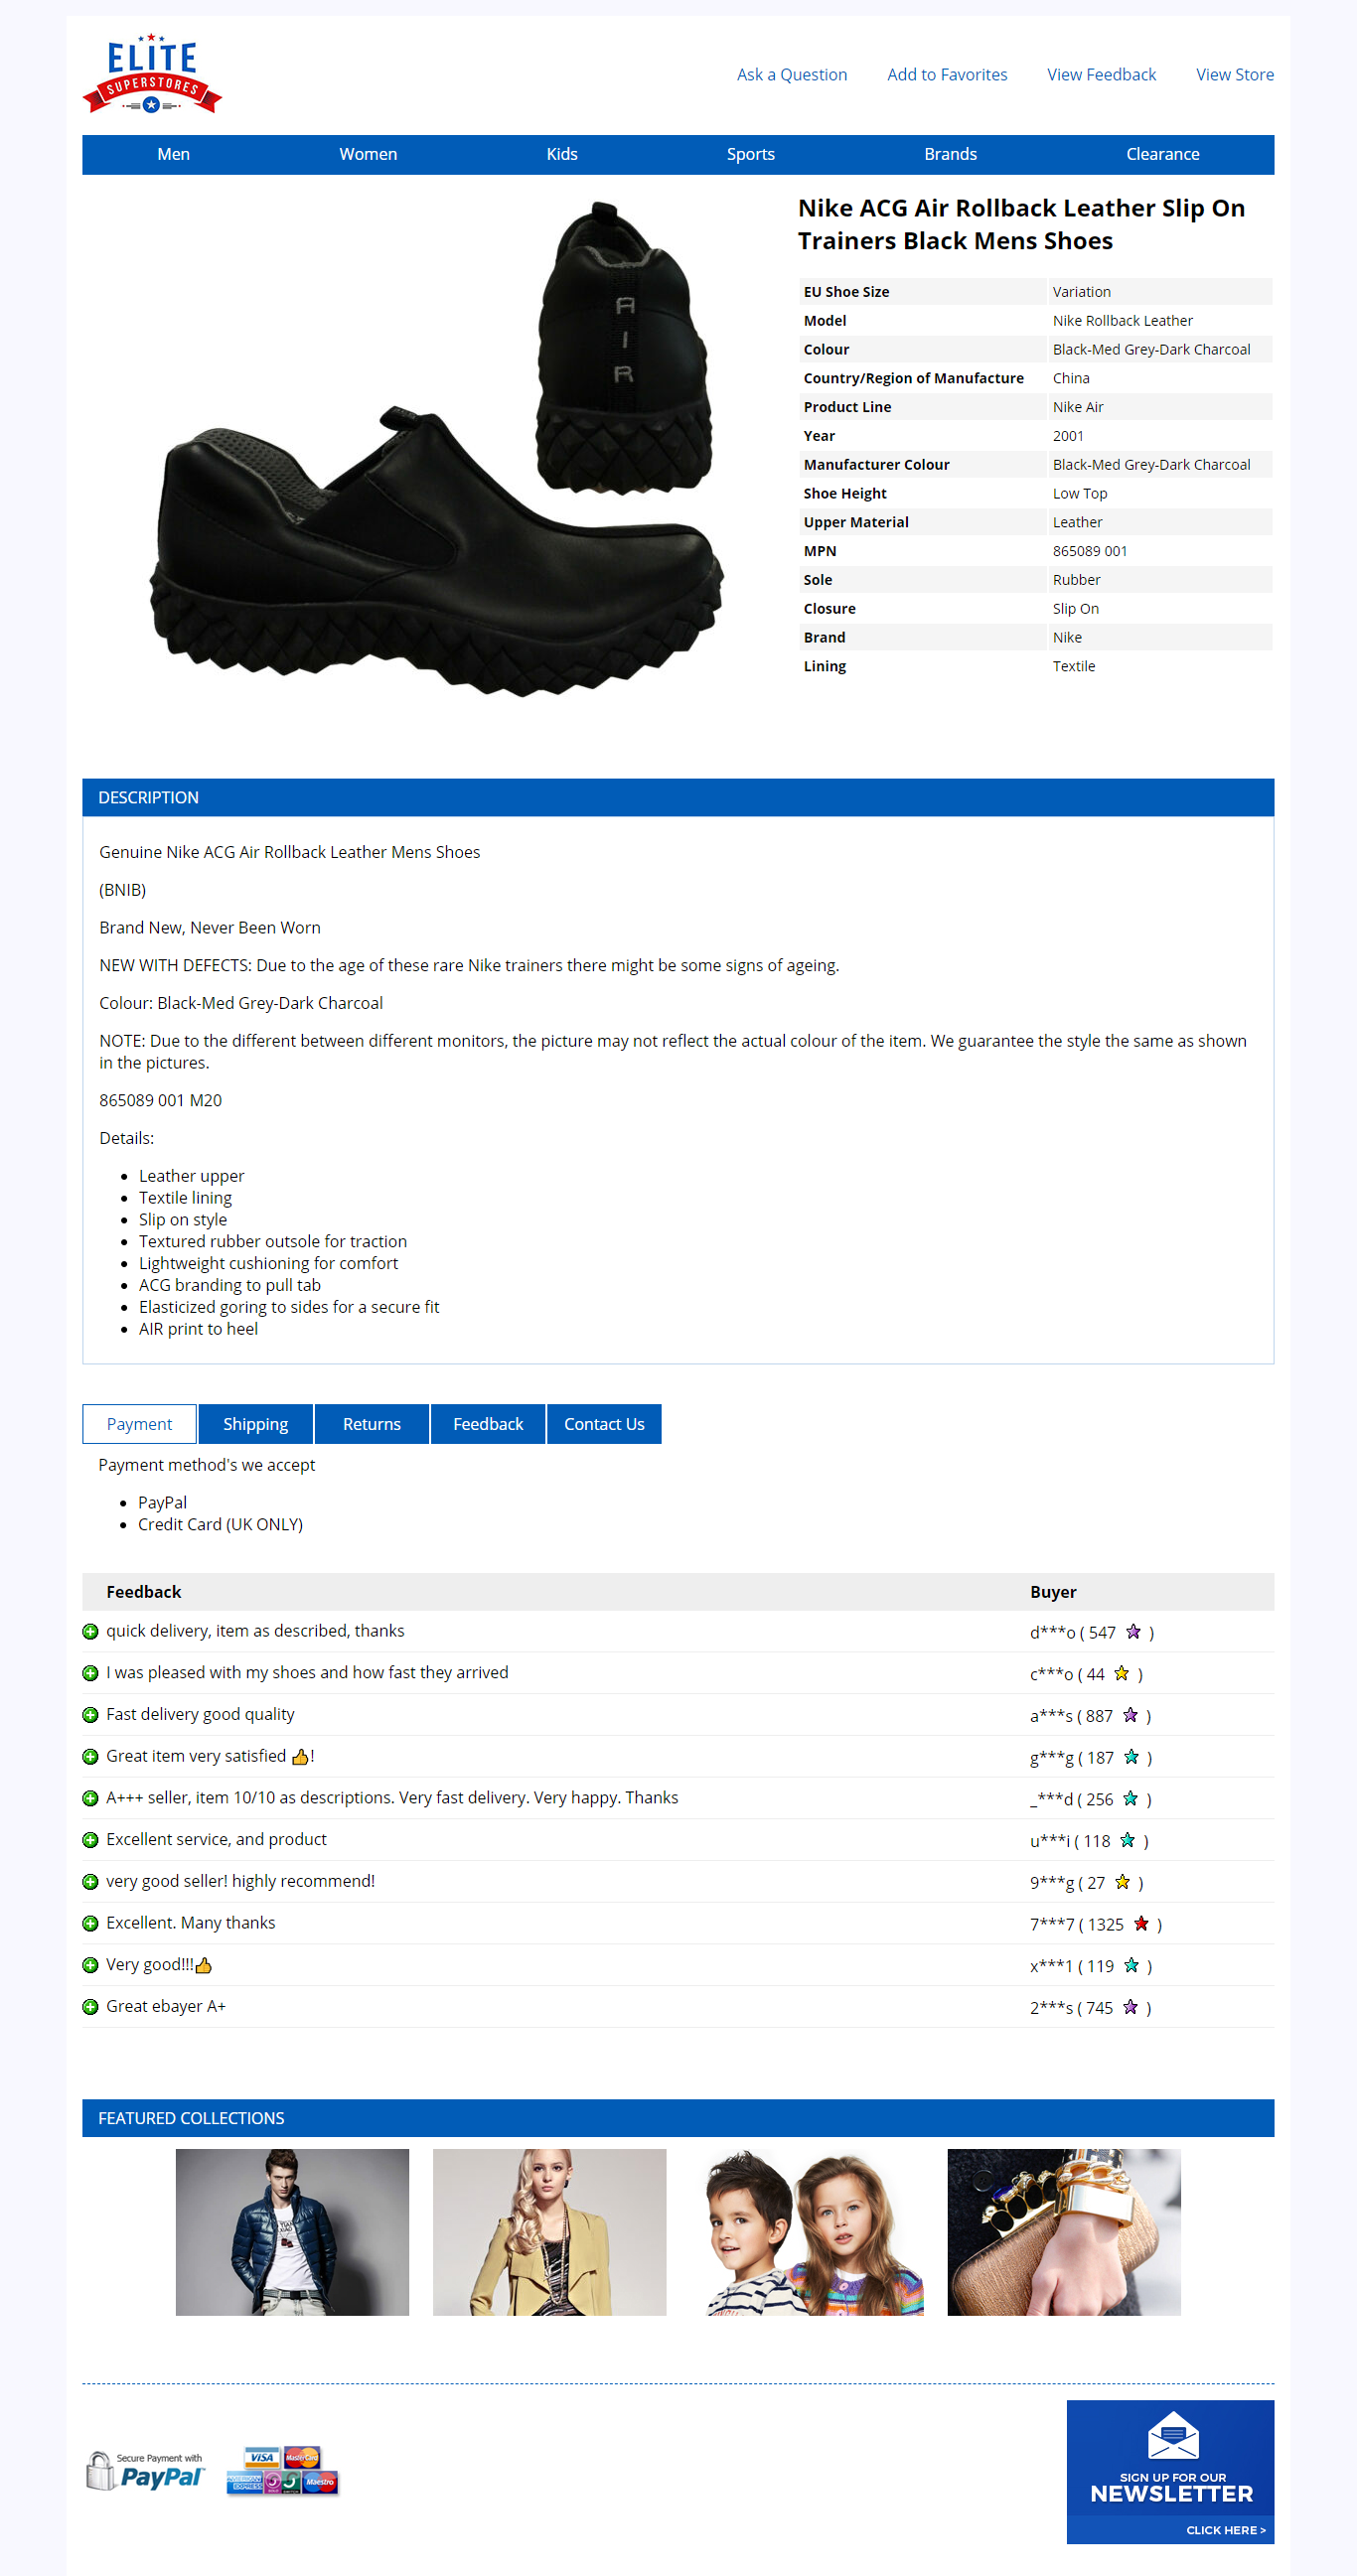 ELITE
SUPERSTORES
Ask a Question Add to Favorites View Feedback View Store
Men Women Kids Sports Brands Clearance
Nike ACG Air Rollback Leather Slip On
Trainers Black Mens Shoes
A
I
R
EU Shoe Size Variation
Model Nike Rollback Leather
Colour Black-Med Grey-Dark Charcoal
Country/Region of Manufacture China
Product Line Nike Air
Year 2001
Manufacturer Colour Black-Med Grey-Dark Charcoal
Shoe Height Low Top
Upper Material Leather
MPN 865089 001
Sole Rubber
Closure Slip On
Brand Nike
Lining Textile
DESCRIPTION
Genuine Nike ACG Air Rollback Leather Mens Shoes
(BNIB)
Brand New, Never Been Worn
NEW WITH DEFECTS: Due to the age of these rare Nike trainers there might be some signs of ageing.
Colour: Black-Med Grey-Dark Charcoal
NOTE: Due to the different between different monitors, the picture may not reflect the actual colour of the item. We guarantee the style the same as shown
in the pictures.
865089 001 M20
Details:
• Leather upper
• Textile lining
• Slip on style
• Textured rubber outsole for traction
• Lightweight cushioning for comfort
• ACG branding to pull tab
• Elasticized goring to sides for a secure fit
• AIR print to heel
Payment Shipping Returns Feedback Contact Us
Payment method's we accept
• PayPal
• Credit Card (UK ONLY)
Feedback Buyer
quick delivery, item as described, thanks d***o ( 547 )
I was pleased with my shoes and how fast they arrived c***o ( 44 )
Fast delivery good quality a***s ( 887 )
Great item very satisfied 👍! g***g ( 187 )
A+++ seller, item 10/10 as descriptions. Very fast delivery. Very happy. Thanks _***d ( 256 )
Excellent service, and product u***i ( 118 )
very good seller! highly recommend! 9***g ( 27 )
Excellent. Many thanks 7***7 ( 1325 )
Very good!!!👍 x***1 ( 119 )
Great ebayer A+ 2***s ( 745 )
FEATURED COLLECTIONS
Secure Payment with
PayPal
VISA MasterCard
AMERICAN EXPRESS Maestro
SIGN UP FOR OUR
NEWSLETTER
CLICK HERE >